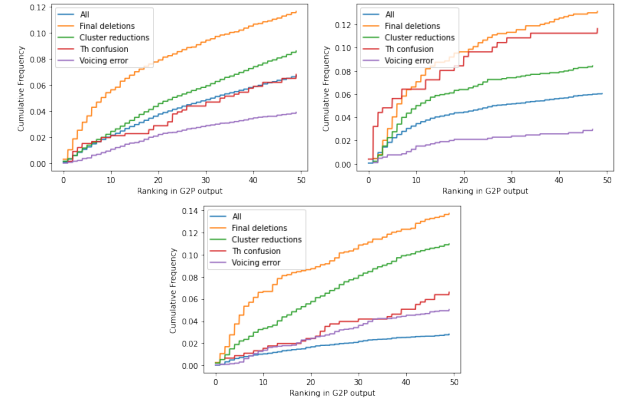 0.12
0.10
0.08
0.06
0.04
0.02
0.00
Cumulative Frequency
All
Final deletions
Cluster reductions
Th confusion
Voicing error
0 10 20 30 40 50
Ranking in G2P output
0.12
0.10
0.08
0.06
0.04
0.02
0.00
Cumulative Frequency
All
Final deletions
Cluster reductions
Th confusion
Voicing error
0 10 20 30 40 50
Ranking in G2P output
0.14
0.12
0.10
0.08
0.06
0.04
0.02
0.00
Cumulative Frequency
All
Final deletions
Cluster reductions
Th confusion
Voicing error
0 10 20 30 40 50
Ranking in G2P output